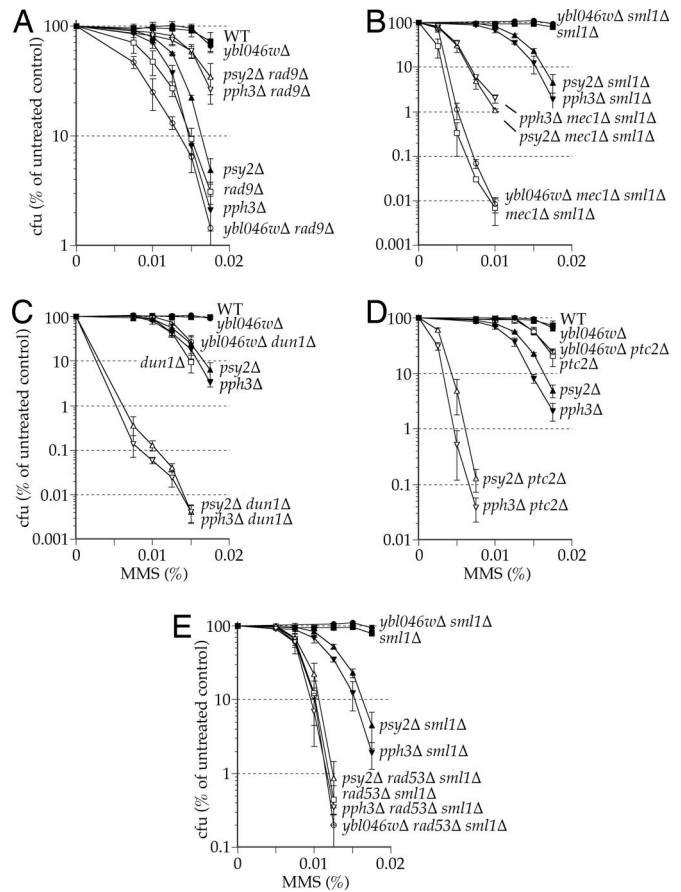 A
B
100
10
1
cfu (% of untreated control)
0
0.01
0.02
WT
ybl046wΔ
psy2Δ rad9Δ
pph3Δ rad9Δ
psy2Δ
rad9Δ
pph3Δ
ybl046wΔ rad9Δ
100
10
1
0.1
0.01
0.001
0
0.01
0.02
ybl046wΔ sml1Δ
sml1Δ
psy2Δ sml1Δ
pph3Δ sml1Δ
pph3Δ mec1Δ sml1Δ
psy2Δ mec1Δ sml1Δ
ybl046wΔ mec1Δ sml1Δ
mec1Δ sml1Δ
C
D
100
10
1
0.1
0.01
0.001
cfu (% of untreated control)
0
0.01
0.02
MMS (%)
WT
ybl046wΔ
ybl046wΔ dun1Δ
dun1Δ
psy2Δ
pph3Δ
psy2Δ dun1Δ
pph3Δ dun1Δ
100
10
1
0.1
0.01
0
0.01
0.02
MMS (%)
WT
ybl046wΔ
ybl046wΔ ptc2Δ
ptc2Δ
psy2Δ
pph3Δ
psy2Δ ptc2Δ
pph3Δ ptc2Δ
E
100
10
1
0.1
cfu (% of untreated control)
0
0.01
0.02
MMS (%)
ybl046wΔ sml1Δ
sml1Δ
psy2Δ sml1Δ
pph3Δ sml1Δ
psy2Δ rad53Δ sml1Δ
rad53Δ sml1Δ
pph3Δ rad53Δ sml1Δ
ybl046wΔ rad53Δ sml1Δ